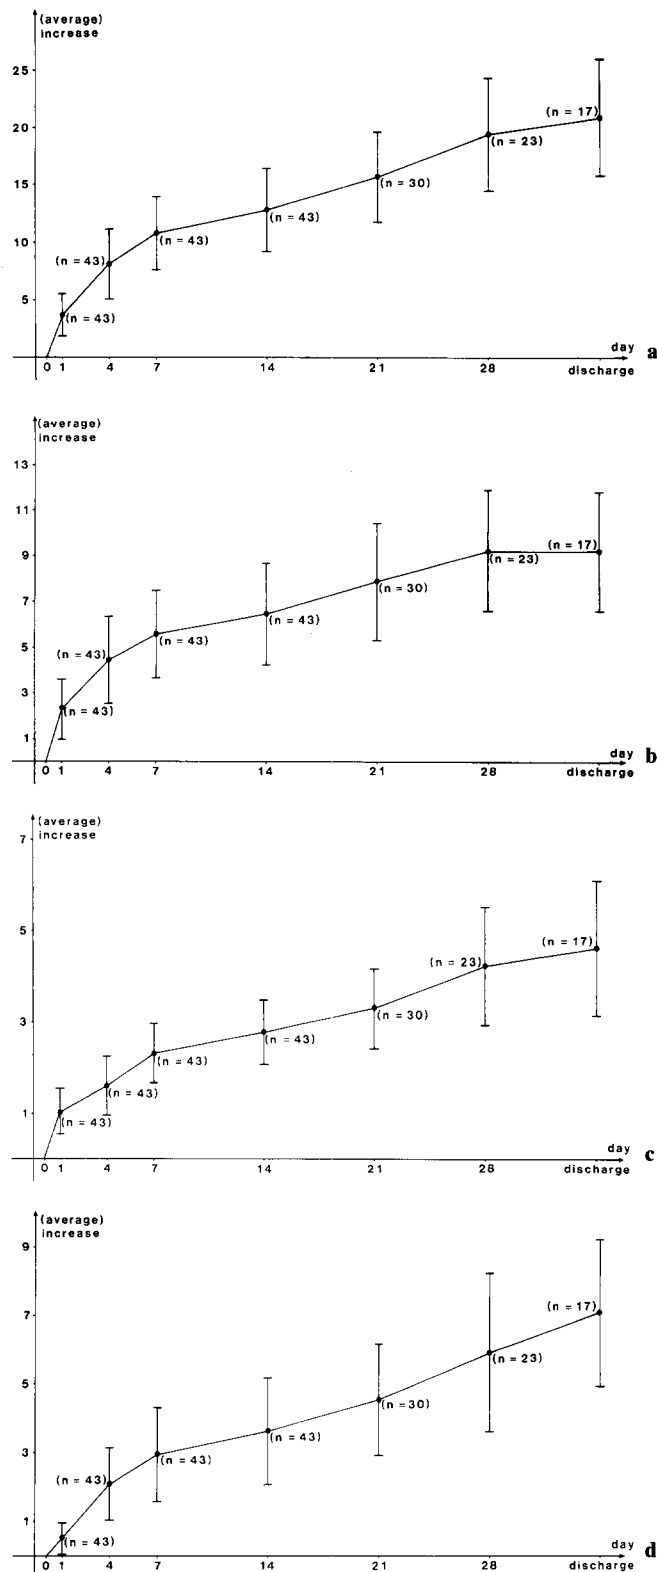 (average)
increase
25
(n = 17)
20
(n = 23)
15
(n = 30)
(n = 43)
(n = 43)
(n = 43)
10
5
(n = 43)
day
0 1 4 7 14 21 28 discharge
a
(average)
increase
13
11
(n = 17)
9
(n = 23)
(n = 30)
7
(n = 43)
(n = 43)
(n = 43)
5
3
(n = 43)
1
day
0 1 4 7 14 21 28 discharge
b
(average)
increase
7
5
(n = 17)
(n = 23)
3
(n = 30)
(n = 43)
(n = 43)
(n = 43)
1
(n = 43)
day
0 1 4 7 14 21 28 discharge
c
(average)
increase
9
7
(n = 17)
(n = 23)
5
(n = 30)
(n = 43)
3
(n = 43)
(n = 43)
1
(n = 43)
day
0 1 4 7 14 21 28 discharge
d